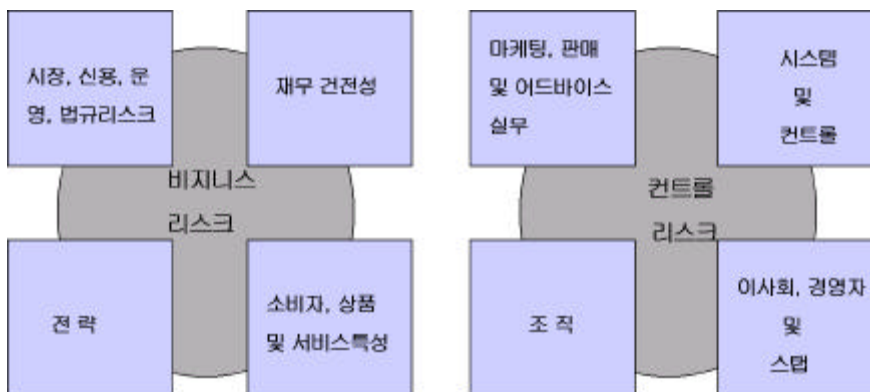 시장, 신용, 운
영, 법규리스크
재무 건전성
비지니스
리스크
전 략
소비자, 상품
및 서비스특성
마케팅, 판매
및 어드바이스
실무
시스템
및
컨트롤
컨트롤
리스크
조 직
이사회, 경영자
및
스탭